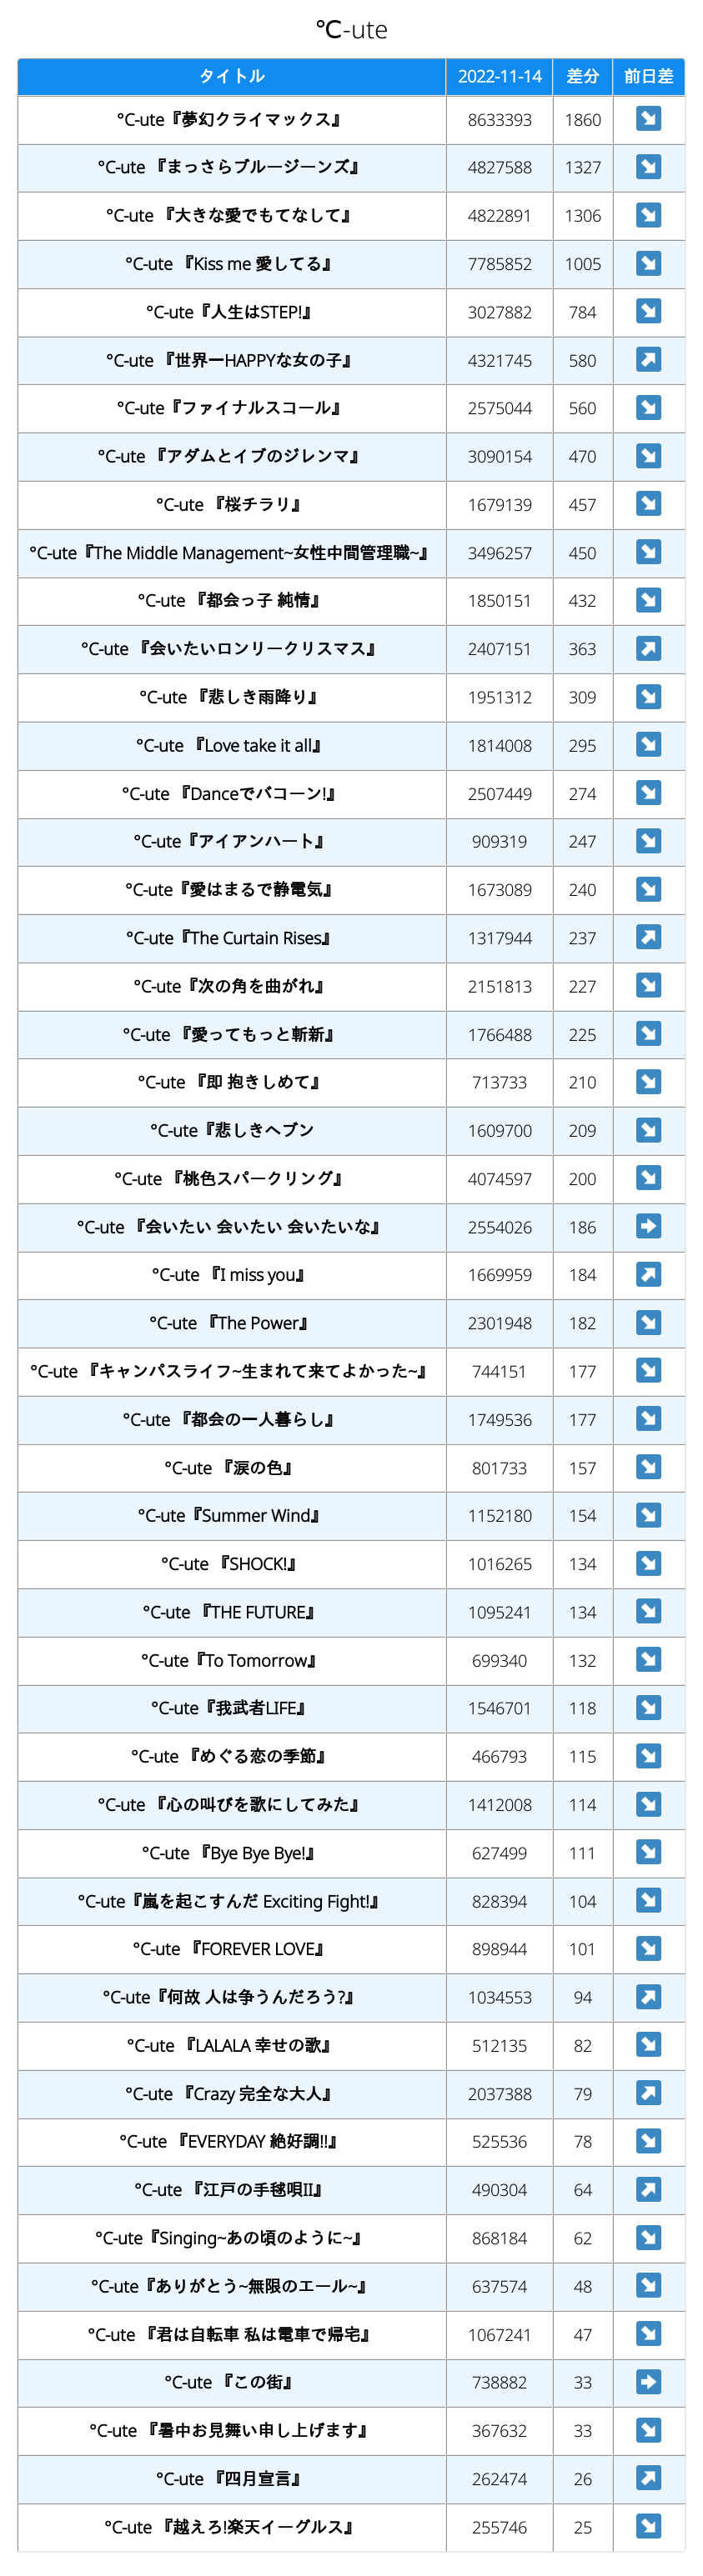 ℃-ute
タイトル 2022-11-14 差分 前日差
°C-ute『夢幻クライマックス』 8633393 1860 ↘
°C-ute 『まっさらブルージーンズ』 4827588 1327 ↘
°C-ute 『大きな愛でもてなして』 4822891 1306 ↘
°C-ute 『Kiss me 愛してる』 7785852 1005 ↘
°C-ute『人生はSTEP!』 3027882 784 ↘
°C-ute 『世界一HAPPYな女の子』 4321745 580 ↗
°C-ute『ファイナルスコール』 2575044 560 ↘
°C-ute 『アダムとイブのジレンマ』 3090154 470 ↘
°C-ute 『桜チラリ』 1679139 457 ↘
°C-ute『The Middle Management~女性中間管理職~』 3496257 450 ↘
°C-ute 『都会っ子 純情』 1850151 432 ↘
°C-ute 『会いたいロンリークリスマス』 2407151 363 ↗
°C-ute 『悲しき雨降り』 1951312 309 ↘
°C-ute 『Love take it all』 1814008 295 ↘
°C-ute 『Danceでバコーン!』 2507449 274 ↘
°C-ute『アイアンハート』 909319 247 ↘
°C-ute『愛はまるで静電気』 1673089 240 ↘
°C-ute『The Curtain Rises』 1317944 237 ↗
°C-ute『次の角を曲がれ』 2151813 227 ↘
°C-ute 『愛ってもっと斬新』 1766488 225 ↘
°C-ute 『即 抱きしめて』 713733 210 ↘
°C-ute『悲しきヘブン 1609700 209 ↘
°C-ute 『桃色スパークリング』 4074597 200 ↘
°C-ute 『会いたい 会いたい 会いたいな』 2554026 186 ➡
°C-ute 『I miss you』 1669959 184 ↗
°C-ute 『The Power』 2301948 182 ↘
°C-ute 『キャンパスライフ~生まれて来てよかった~』 744151 177 ↘
°C-ute 『都会の一人暮らし』 1749536 177 ↘
°C-ute 『涙の色』 801733 157 ↘
°C-ute『Summer Wind』 1152180 154 ↘
°C-ute 『SHOCK!』 1016265 134 ↘
°C-ute 『THE FUTURE』 1095241 134 ↘
°C-ute『To Tomorrow』 699340 132 ↘
°C-ute『我武者LIFE』 1546701 118 ↘
°C-ute 『めぐる恋の季節』 466793 115 ↘
°C-ute 『心の叫びを歌にしてみた』 1412008 114 ↘
°C-ute 『Bye Bye Bye!』 627499 111 ↘
°C-ute『嵐を起こすんだ Exciting Fight!』 828394 104 ↘
°C-ute 『FOREVER LOVE』 898944 101 ↘
°C-ute『何故 人は争うんだろう?』 1034553 94 ↗
°C-ute 『LALALA 幸せの歌』 512135 82 ↘
°C-ute 『Crazy 完全な大人』 2037388 79 ↗
°C-ute 『EVERYDAY 絶好調!!』 525536 78 ↘
°C-ute 『江戸の手毬唄II』 490304 64 ↗
°C-ute『Singing~あの頃のように~』 868184 62 ↘
°C-ute『ありがとう~無限のエール~』 637574 48 ↘
°C-ute 『君は自転車 私は電車で帰宅』 1067241 47 ↘
°C-ute 『この街』 738882 33 ➡
°C-ute 『暑中お見舞い申し上げます』 367632 33 ↘
°C-ute 『四月宣言』 262474 26 ↗
°C-ute 『越えろ!楽天イーグルス』 255746 25 ↘